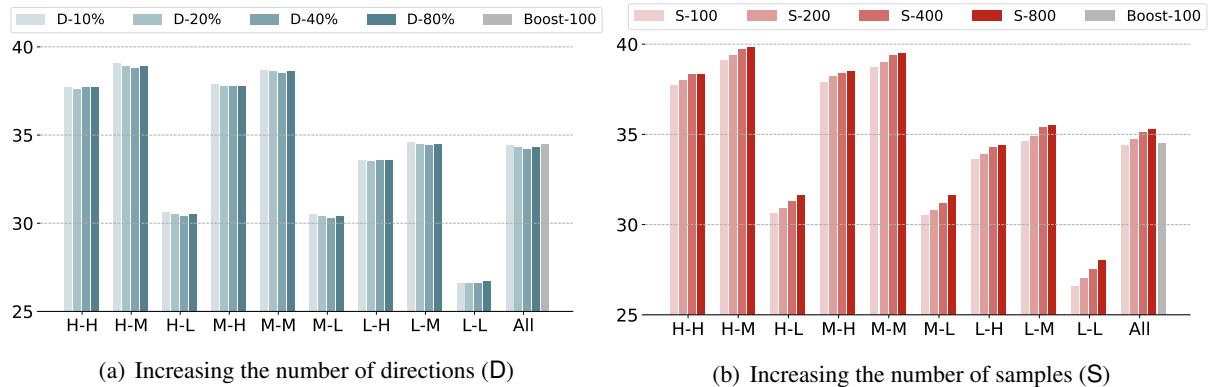 D-10% D-20% D-40% D-80% Boost-100
40
35
30
25
H-H H-M H-L M-H M-M M-L L-H L-M L-L All
(a) Increasing the number of directions (D)
S-100 S-200 S-400 S-800 Boost-100
40
35
30
25
H-H H-M H-L M-H M-M M-L L-H L-M L-L All
(b) Increasing the number of samples (S)